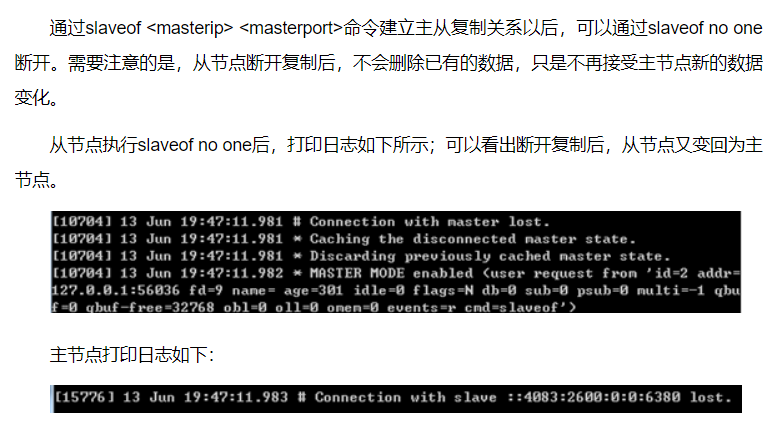 通过slaveof <masterip> <masterport>命令建立主从复制关系以后，可以通过slaveof no one
断开。需要注意的是，从节点断开复制后，不会删除已有的数据，只是不再接受主节点新的数据
变化。
从节点执行slaveof no one后，打印日志如下所示；可以看出断开复制后，从节点又变回为主
节点。
[10704] 13 Jun 19:47:11.981 # Connection with master lost.
[10704] 13 Jun 19:47:11.981 * Caching the disconnected master state.
[10704] 13 Jun 19:47:11.981 * Discarding previously cached master state.
[10704] 13 Jun 19:47:11.982 * MASTER MODE enabled (user request from 'id=2 addr=
127.0.0.1:56036 fd=9 name= age=301 idle=0 flags=N db=0 sub=0 psub=0 multi=-1 qbu
f=0 qbuf-free=32768 obl=0 oll=0 omem=0 events=r cmd=slaveof')
主节点打印日志如下：
[15776] 13 Jun 19:47:11.983 # Connection with slave ::4083:2600:0:0:6380 lost.